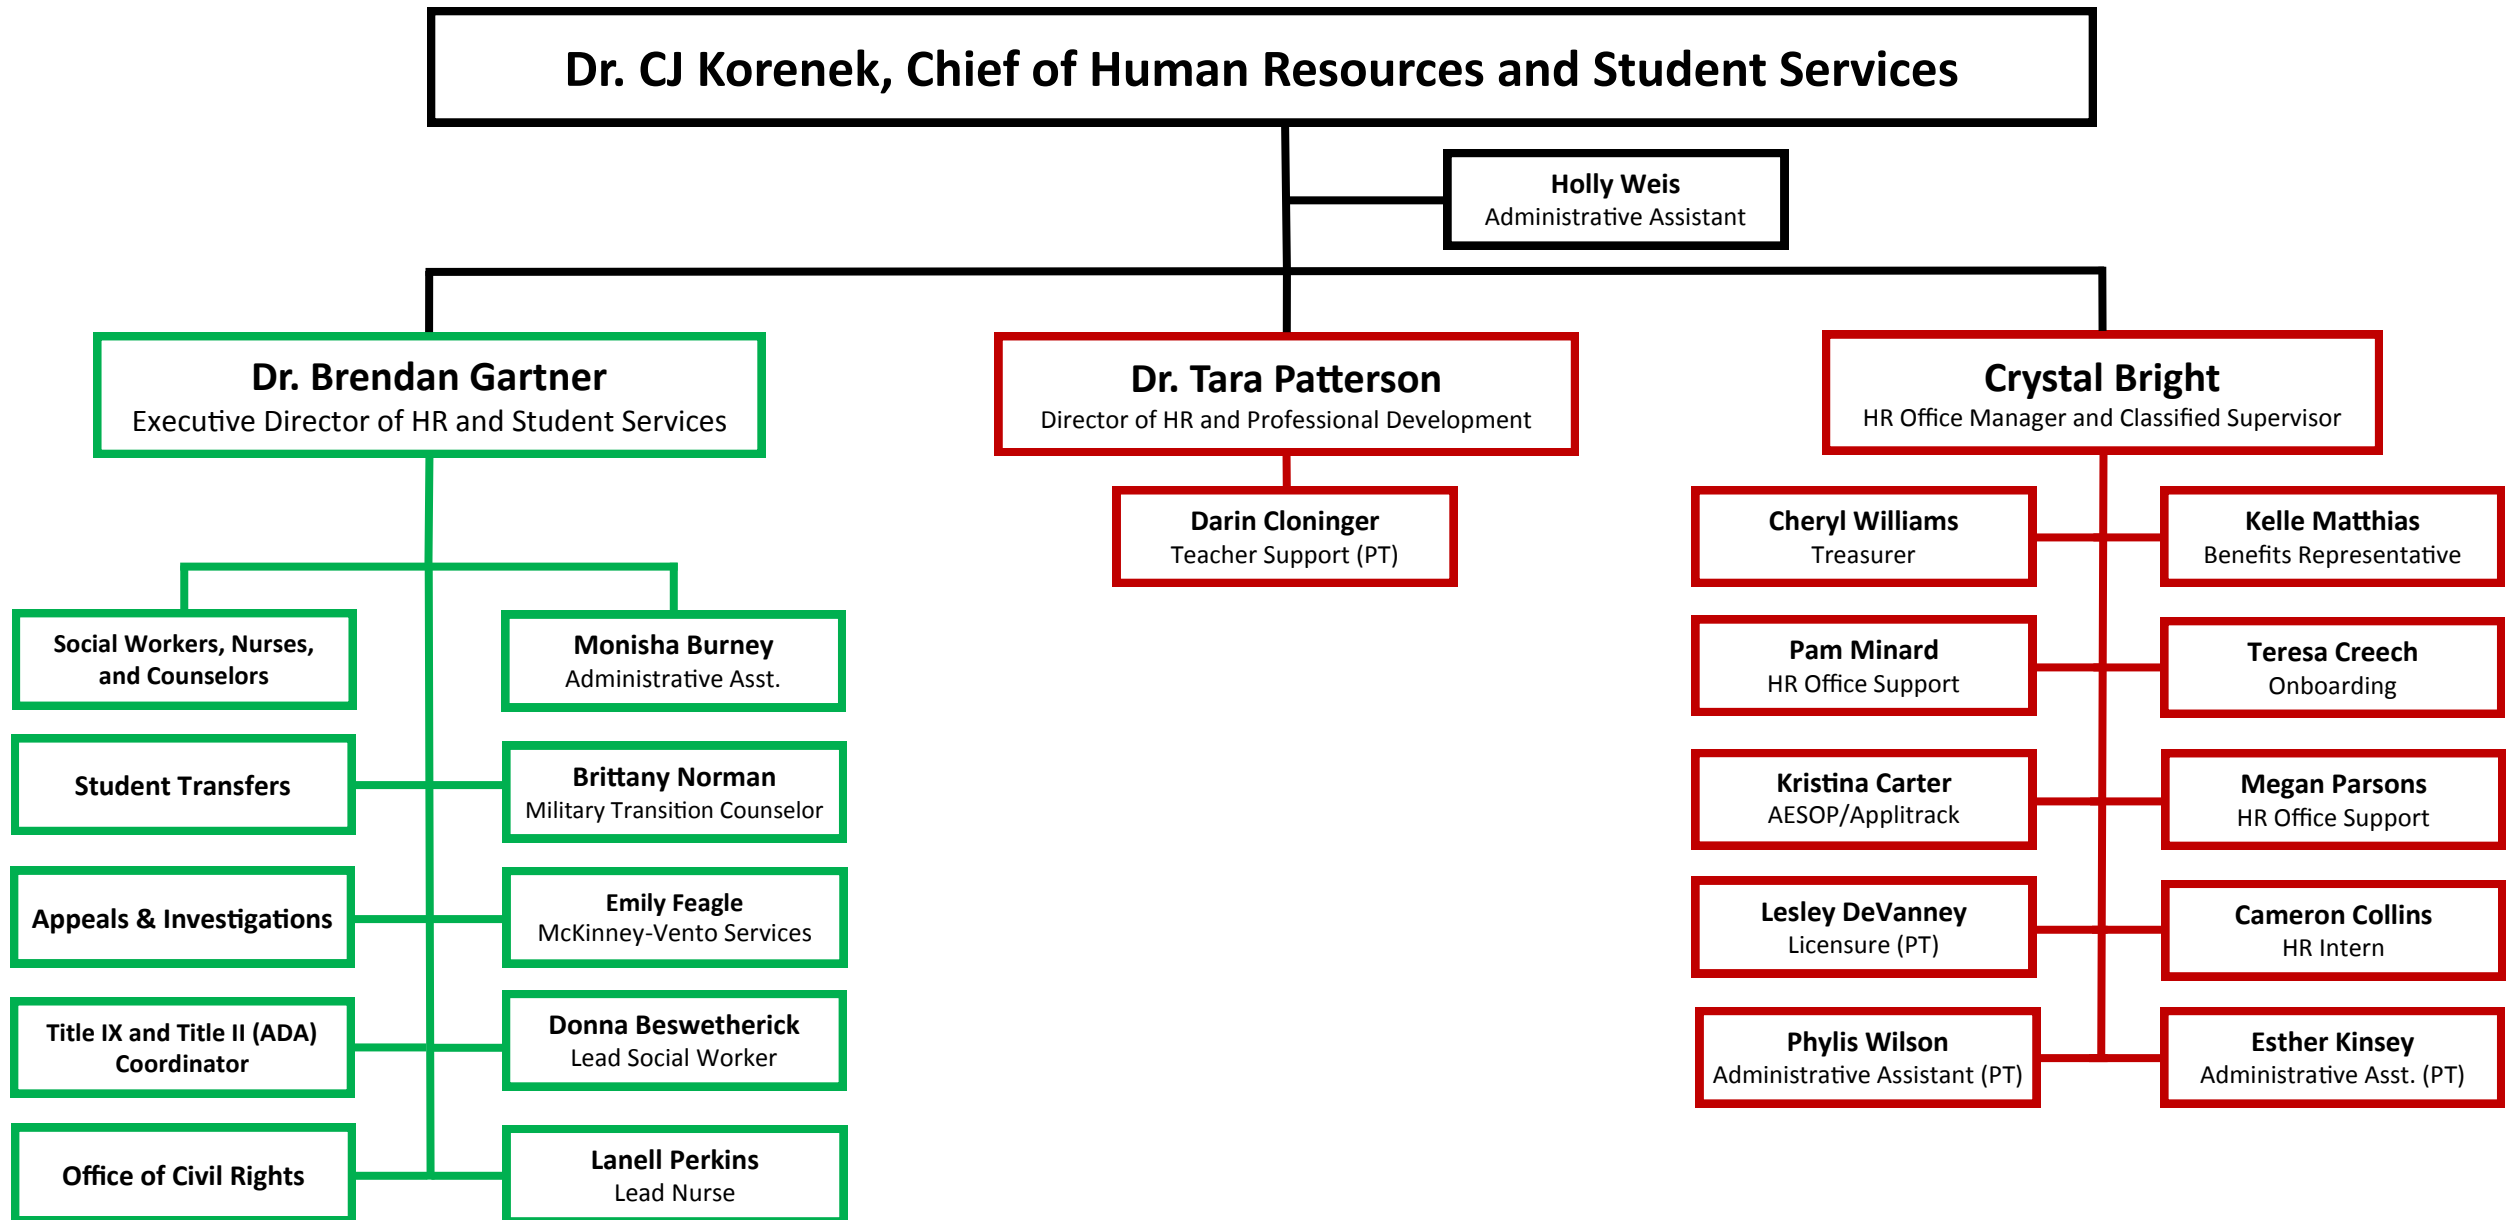 Dr. CJ Korenek, Chief of Human Resources and Student Services
Holly Weis
Administrative Assistant
Dr. Brendan Gartner
Executive Director of HR and Student Services
Dr. Tara Patterson
Director of HR and Professional Development
Crystal Bright
HR Office Manager and Classified Supervisor
Social Workers, Nurses,
and Counselors
Monisha Burney
Administrative Asst.
Student Transfers
Brittany Norman
Military Transition Counselor
Appeals & Investigations
Emily Feagle
McKinney-Vento Services
Title IX and Title II (ADA)
Coordinator
Donna Beswetherick
Lead Social Worker
Office of Civil Rights
Lanell Perkins
Lead Nurse
Darin Cloninger
Teacher Support (PT)
Cheryl Williams
Treasurer
Kelle Matthias
Benefits Representative
Pam Minard
HR Office Support
Teresa Creech
Onboarding
Kristina Carter
AESOP/Applitrack
Megan Parsons
HR Office Support
Lesley DeVanney
Licensure (PT)
Cameron Collins
HR Intern
Phylis Wilson
Administrative Assistant (PT)
Esther Kinsey
Administrative Asst. (PT)